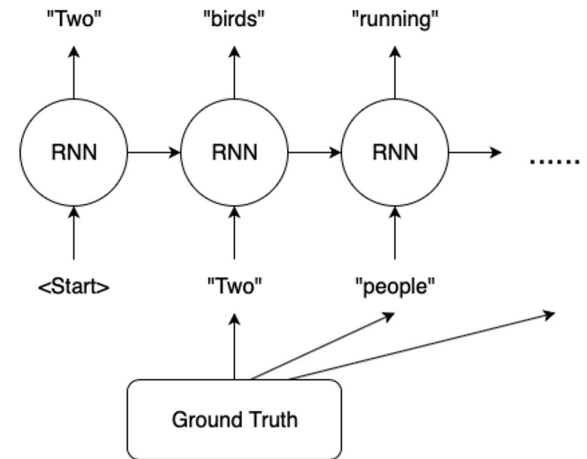 "Two" "birds" "running"
RNN RNN RNN ......
<Start> "Two" "people"
Ground Truth